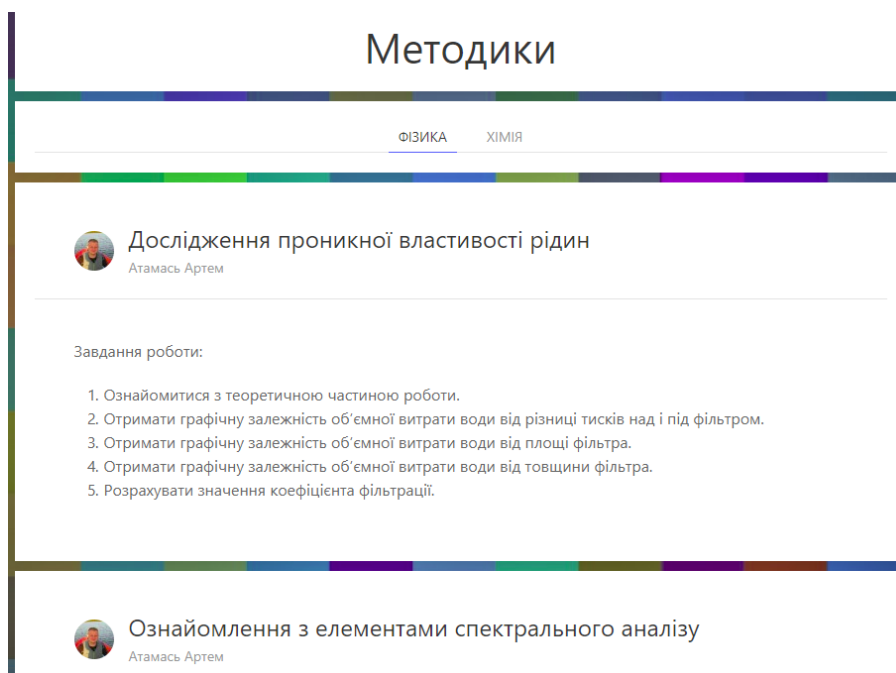 Методики
ФІЗИКА ХІМІЯ
Дослідження проникної властивості рідин
Атамась Артем
Завдання роботи:
1. Ознайомитися з теоретичною частиною роботи.
2. Отримати графічну залежність об'ємної витрати води від різниці тисків над і під фільтром.
3. Отримати графічну залежність об'ємної витрати води від площі фільтра.
4. Отримати графічну залежність об'ємної витрати води від товщини фільтра.
5. Розрахувати значення коефіцієнта фільтрації.
Ознайомлення з елементами спектрального аналізу
Атамась Артем